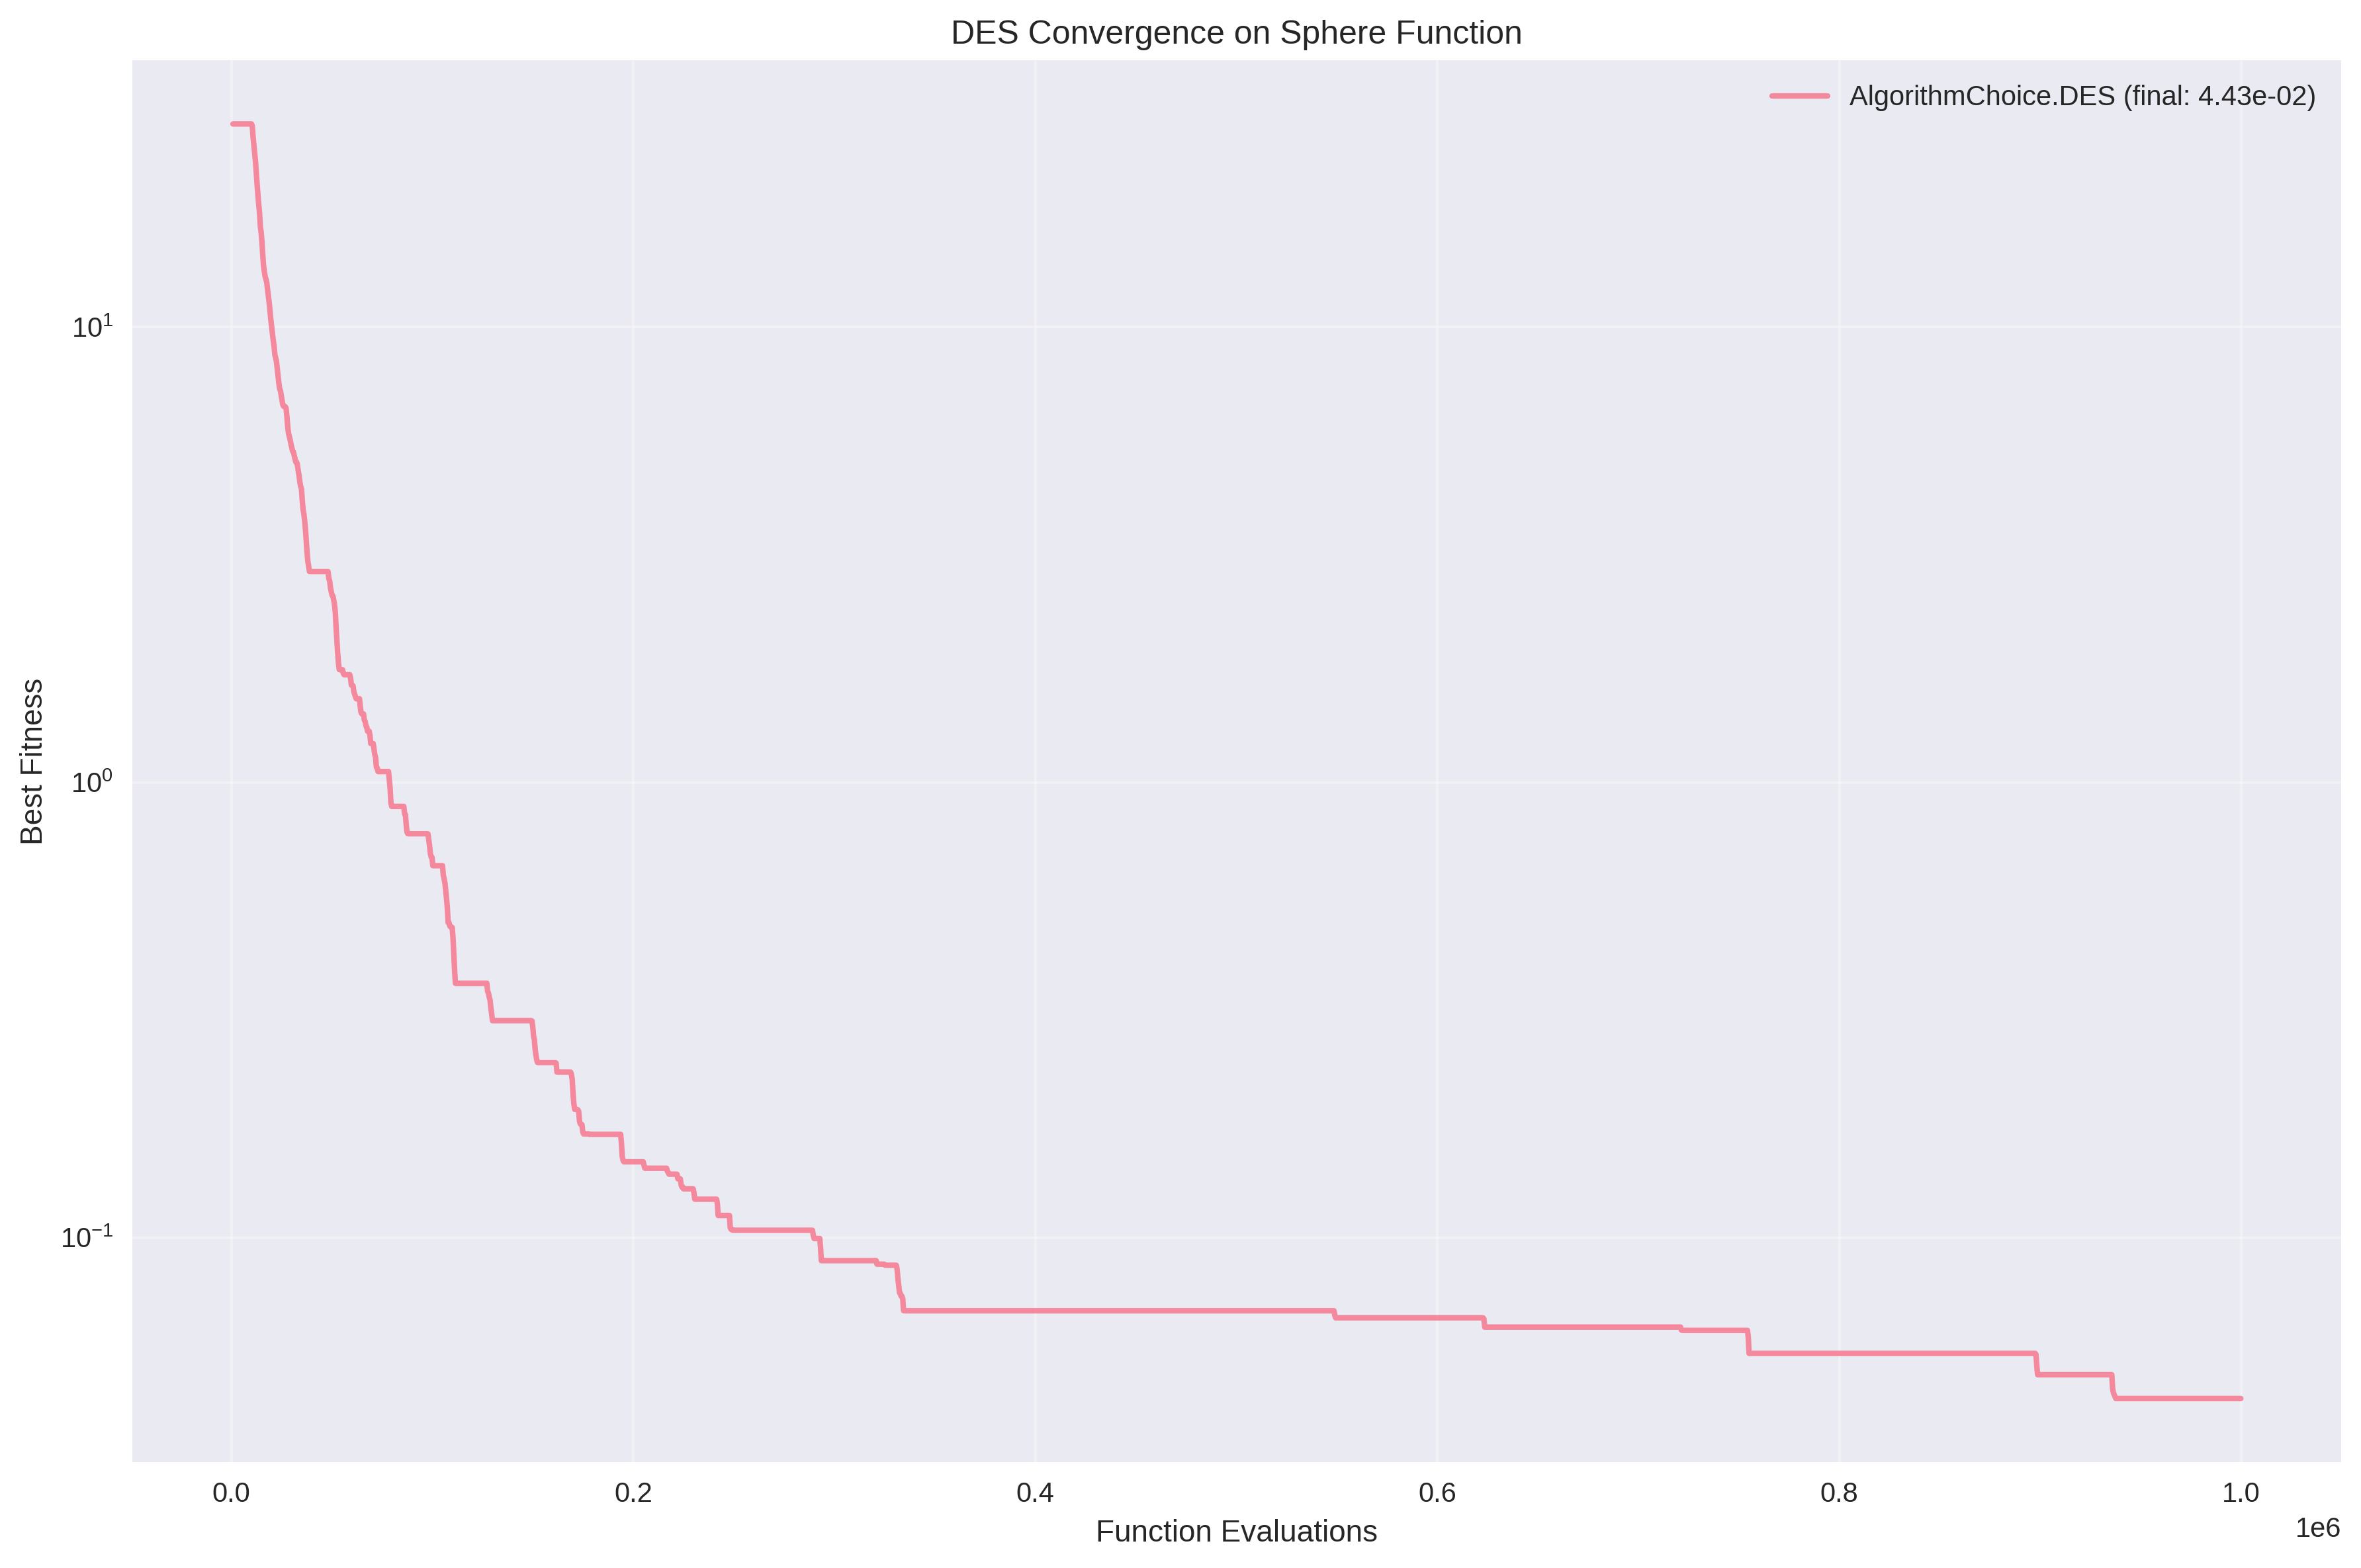 DES Convergence on Sphere Function
AlgorithmChoice.DES (final: 4.43e-02)
10¹
10⁰
10⁻¹
Best Fitness
0.0 0.2 0.4 0.6 0.8 1.0
1e6
Function Evaluations